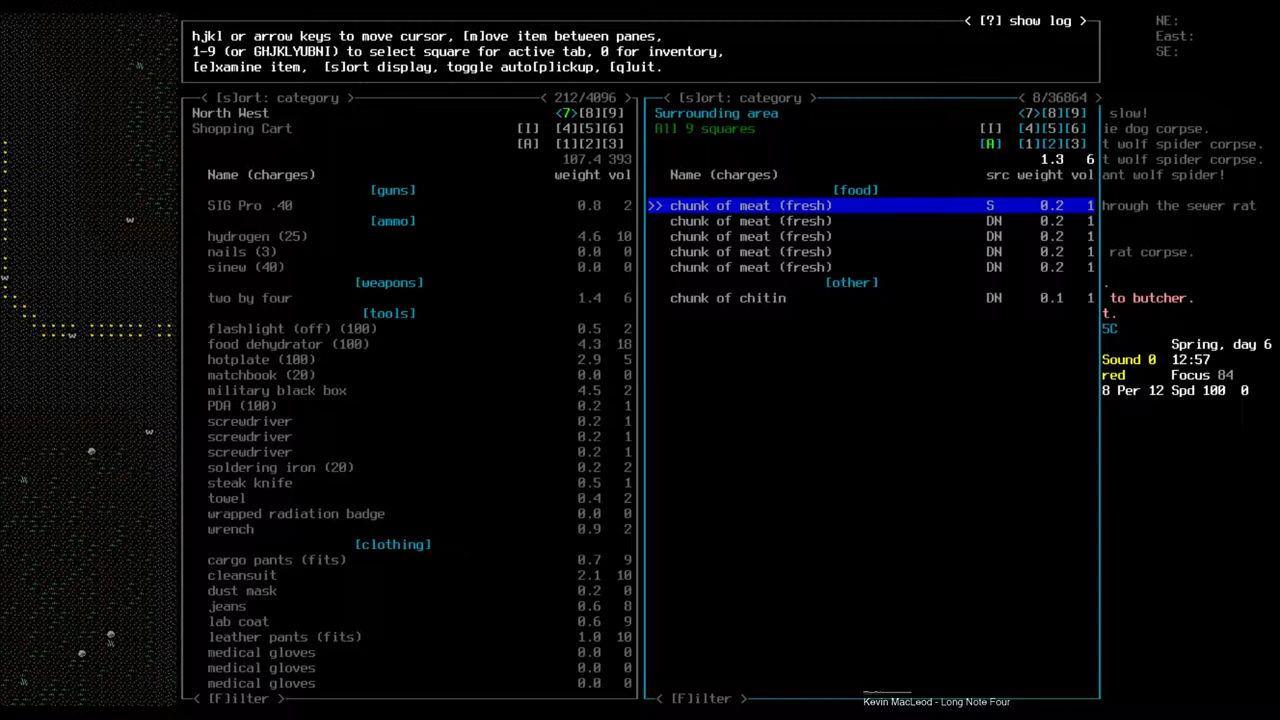 < [?] show log >
hjkl or arrow keys to move cursor, [m]ove item between panes,
1-9 (or GHJKLYUBNI) to select square for active tab, 0 for inventory,
[e]xamine item,  [s]ort display, toggle auto[p]ickup, [q]uit.
NE:
East:
SE:
< [s]ort: category > < 212/4096 >
North West <7>[8][9]
Shopping Cart [I] [4][5][6]
[A] [1][2][3]
107.4 393
Name (charges) weight vol
[guns]
SIG Pro .40 0.8 2
[ammo]
hydrogen (25) 4.6 10
nails (3) 0.0 0
sinew (40) 0.0 0
[weapons]
two by four 1.4 6
[tools]
flashlight (off) (100) 0.5 2
food dehydrator (100) 4.3 18
hotplate (100) 2.9 5
matchbook (20) 0.0 0
military black box 4.5 2
PDA (100) 0.2 1
screwdriver 0.2 1
screwdriver 0.2 1
screwdriver 0.2 1
soldering iron (20) 0.2 2
steak knife 0.5 1
towel 0.4 2
wrapped radiation badge 0.0 0
wrench 0.9 2
[clothing]
cargo pants (fits) 0.7 9
cleansuit 2.1 10
dust mask 0.2 0
jeans 0.6 8
lab coat 0.6 9
leather pants (fits) 1.0 10
medical gloves 0.0 0
medical gloves 0.0 0
medical gloves 0.0 0
< [F]ilter >
< [s]ort: category > < 8/36864 >
Surrounding area <7>[8][9]
All 9 squares [I] [4][5][6]
[A] [1][2][3]
1.3 6
Name (charges) src weight vol
[food]
>> chunk of meat (fresh) S 0.2 1
chunk of meat (fresh) DN 0.2 1
chunk of meat (fresh) DN 0.2 1
chunk of meat (fresh) DN 0.2 1
chunk of meat (fresh) DN 0.2 1
[other]
chunk of chitin DN 0.1 1
< [F]ilter >
slow!
ie dog corpse.
t wolf spider corpse.
t wolf spider corpse.
ant wolf spider!
hrough the sewer rat
rat corpse.
.
to butcher.
t.
5C
Spring, day 6
Sound 0 12:57
red Focus 84
8 Per 12 Spd 100 0
w
w
w
w
Kevin MacLeod - Long Note Four